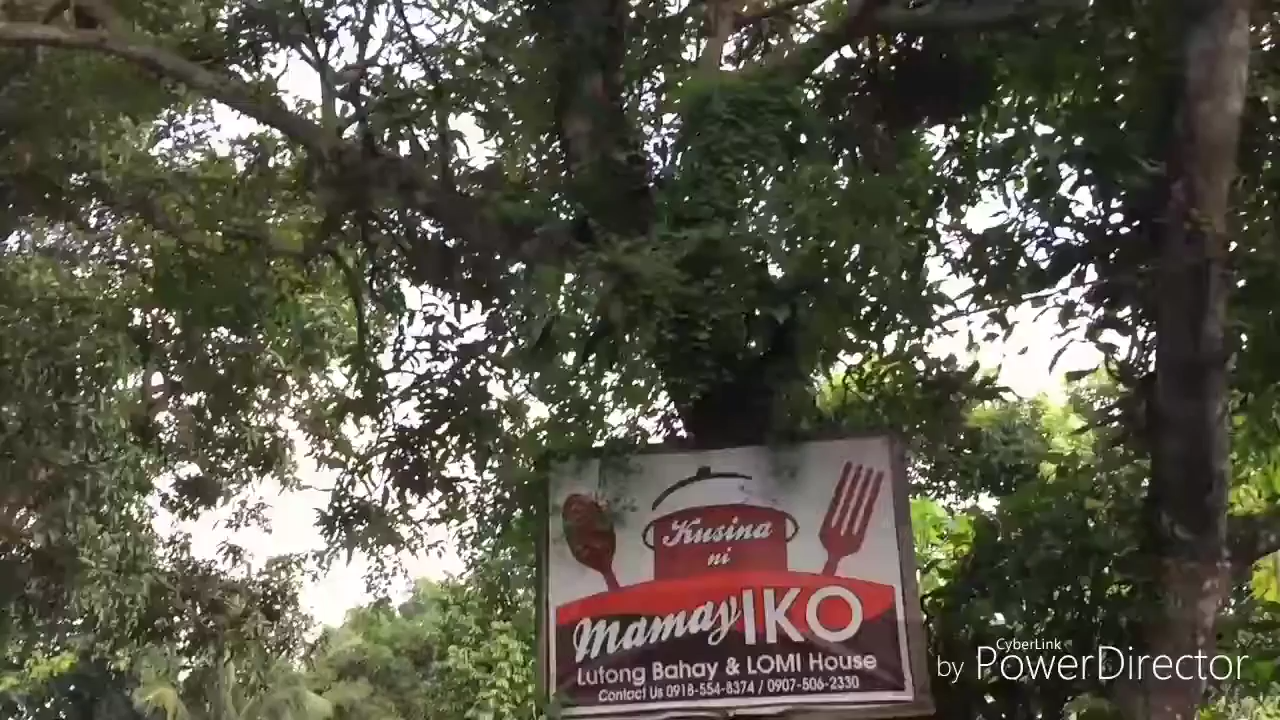 Kusina
ni
Mamay IKO
Lutong Bahay & LOMI House
Contact Us 0918-554-8374 / 0907-506-2330
CyberLink
by PowerDirector